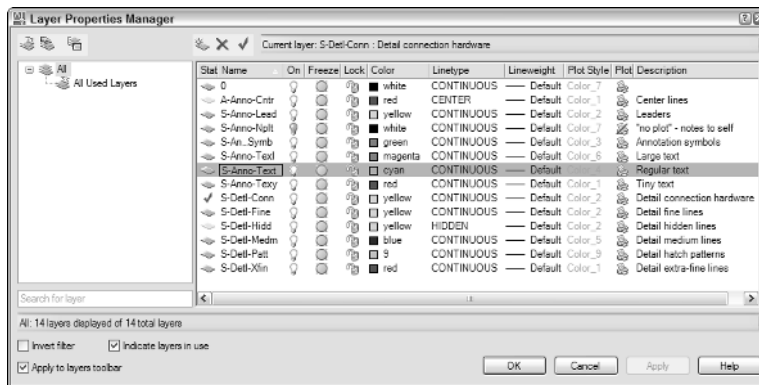 Layer Properties Manager
Current layer: S-Detl-Conn : Detail connection hardware
All
All Used Layers
Stat Name On Freeze Lock Color Linetype Lineweight Plot Style Plot Description
0 white CONTINUOUS Default Color_7
A-Anno-Cntr red CENTER Default Color_1 Center lines
S-Anno-Lead yellow CONTINUOUS Default Color_2 Leaders
S-Anno-Nplt white CONTINUOUS Default Color_7 "no plot" - notes to self
S-An...Symb green CONTINUOUS Default Color_3 Annotation symbols
S-Anno-Texl magenta CONTINUOUS Default Color_6 Large text
S-Anno-Text cyan CONTINUOUS Default Regular text
S-Anno-Texy red CONTINUOUS Default Color_1 Tiny text
S-Detl-Conn yellow CONTINUOUS Default Color_2 Detail connection hardware
S-Detl-Fine yellow CONTINUOUS Default Color_2 Detail fine lines
S-Detl-Hidd yellow HIDDEN Default Color_2 Detail hidden lines
S-Detl-Medm blue CONTINUOUS Default Color_5 Detail medium lines
S-Detl-Patt 9 CONTINUOUS Default Color_9 Detail hatch patterns
S-Detl-Xfin red CONTINUOUS Default Color_1 Detail extra-fine lines
Search for layer
All: 14 layers displayed of 14 total layers
Invert filter Indicate layers in use
Apply to layers toolbar
OK Cancel Apply Help